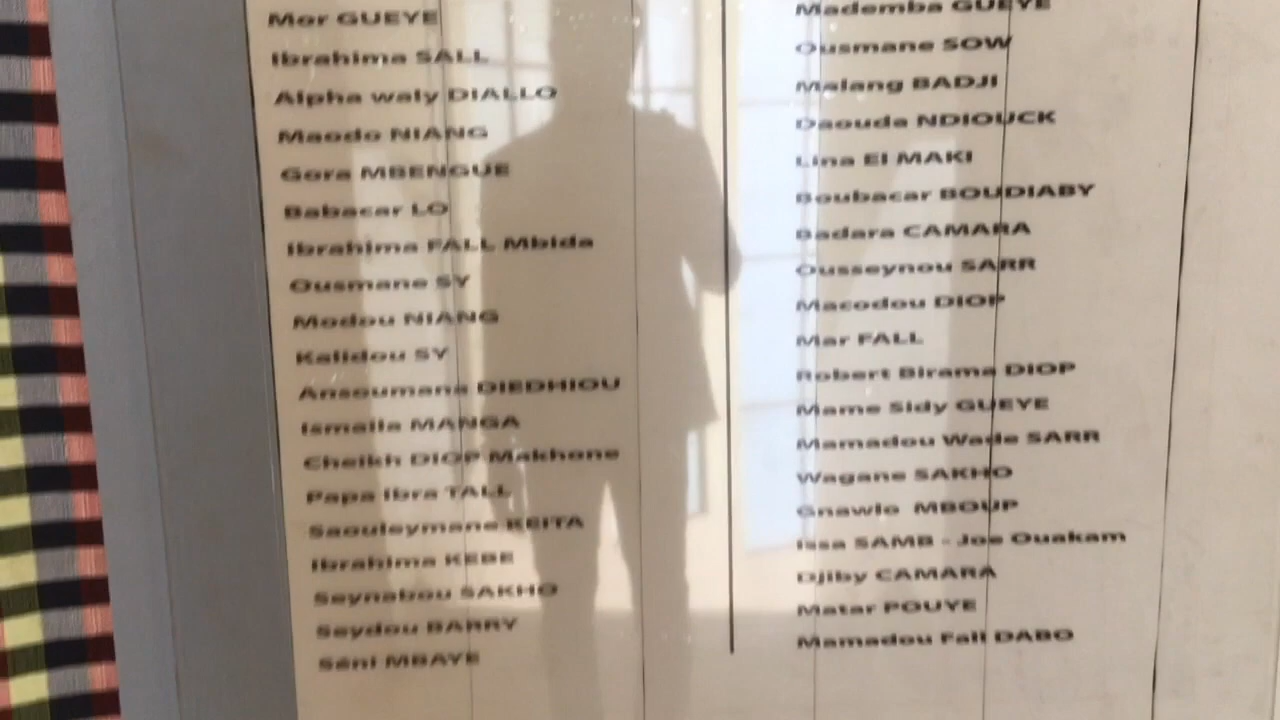 Mor GUEYE
Ibrahima SALL
Alpha waly DIALLO
Maodo NIANG
Gora MBENGUE
Babacar LO
Ibrahima FALL Mbida
Ousmane SY
Modou NIANG
Kalidou SY
Ansoumana DIEDHIOU
Ismaila MANGA
Cheikh DIOP Makhone
Papa Ibra TALL
Saouleymane KEITA
Ibrahima KEBE
Seynabou SAKHO
Seydou BARRY
Seni MBAYE
Mademba GUEYE
Ousmane SOW
Malang BADJI
Daouda NDIOUCK
Lina El MAKI
Boubacar BOUDIABY
Badara CAMARA
Ousseynou SARR
Macodou DIOP
Mar FALL
Robert Birama DIOP
Mame Sidy GUEYE
Mamadou Wade SARR
Wagane SAKHO
Gnawlo MBOUP
Issa SAMB - Joe Ouakam
Djiby CAMARA
Matar POUYE
Mamadou Fall DABO